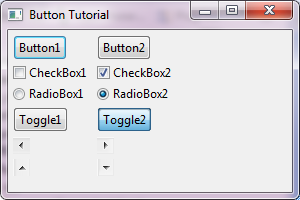 Button Tutorial
Button1 Button2
CheckBox1 CheckBox2
RadioBox1 RadioBox2
Toggle1 Toggle2